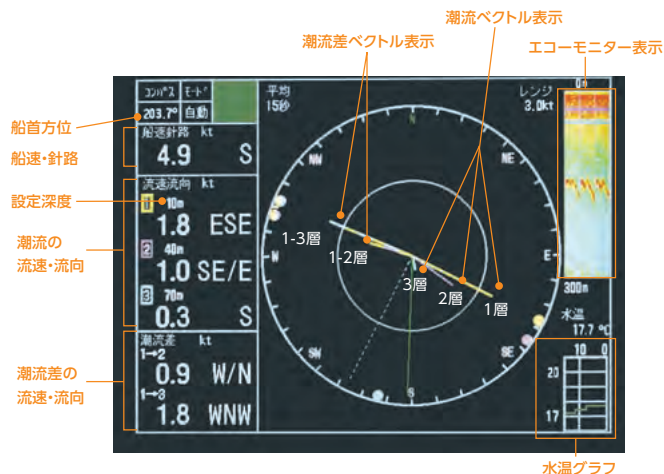 潮流ベクトル表示
潮流差ベクトル表示
エコーモニター表示
船首方位
船速・針路
設定深度
潮流の
流速・流向
潮流差の
流速・流向
コンパス モード
203.7° 自動
船速針路 kt
4.9 S
流速流向 kt
1 10m
1.8 ESE
2 40m
1.0 SE/E
3 70m
0.3 S
潮流差 kt
1→2
0.9 W/N
1→3
1.8 WNW
平均
15秒
レンジ
3.0kt
N
NW
NE
W
E
SW
SE
S
1-3層
1-2層
3層
2層
1層
0m
300m
水温
17.7 ℃
10 0
20
17
水温グラフ